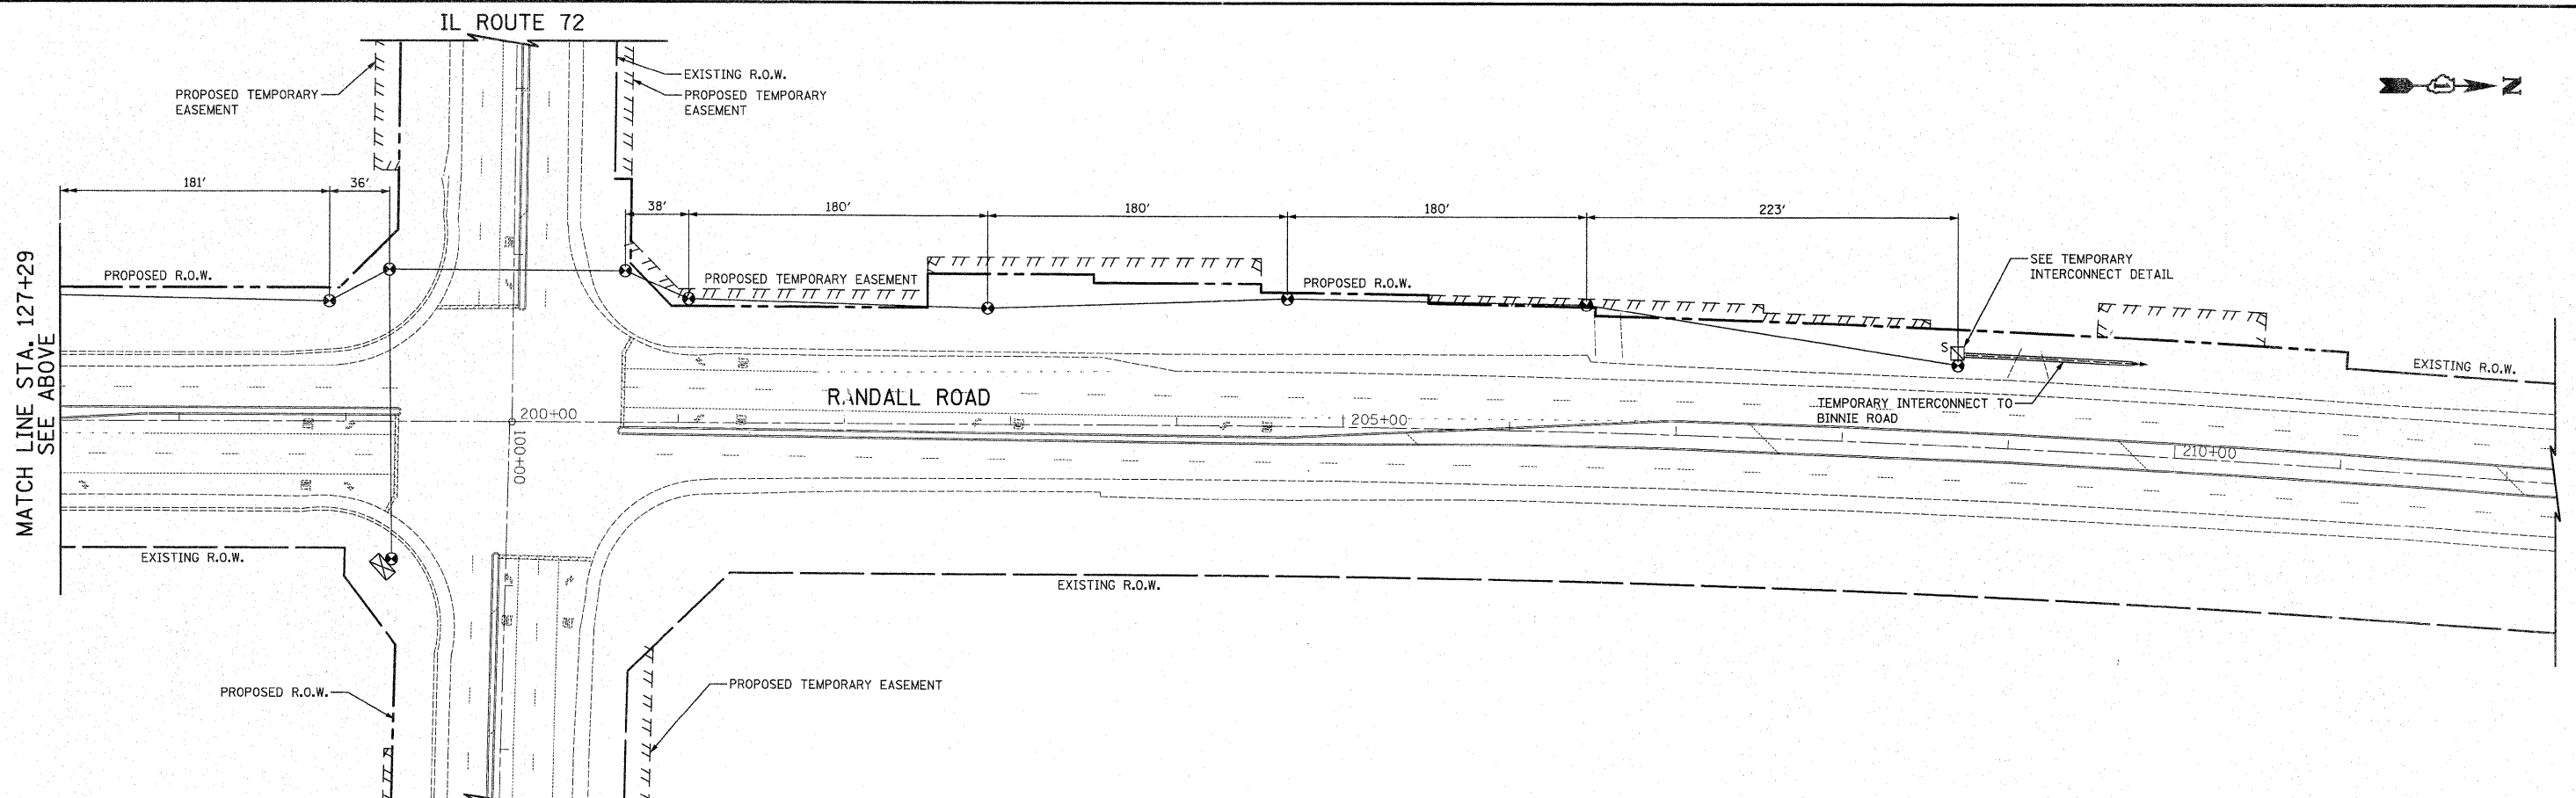 IL ROUTE 72
PROPOSED TEMPORARY
EASEMENT
EXISTING R.O.W.
PROPOSED TEMPORARY
EASEMENT
N
181'
36'
38'
180'
180'
180'
223'
MATCH LINE STA. 127+29
SEE ABOVE
PROPOSED R.O.W.
PROPOSED TEMPORARY EASEMENT
PROPOSED R.O.W.
SEE TEMPORARY
INTERCONNECT DETAIL
S
EXISTING R.O.W.
RANDALL ROAD
TEMPORARY INTERCONNECT TO
BINNIE ROAD
200+00
100+00
205+00
210+00
EXISTING R.O.W.
EXISTING R.O.W.
PROPOSED R.O.W.
PROPOSED TEMPORARY EASEMENT